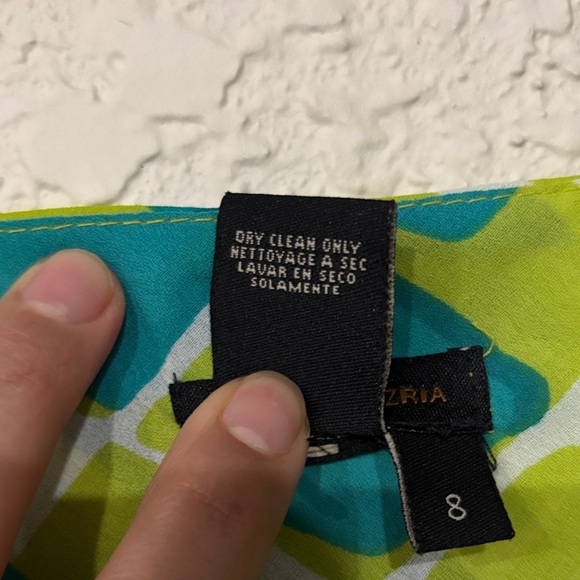 DRY CLEAN ONLY
NETTOYAGE A SEC
LAVAR EN SECO
SOLAMENTE
ZRIA
8